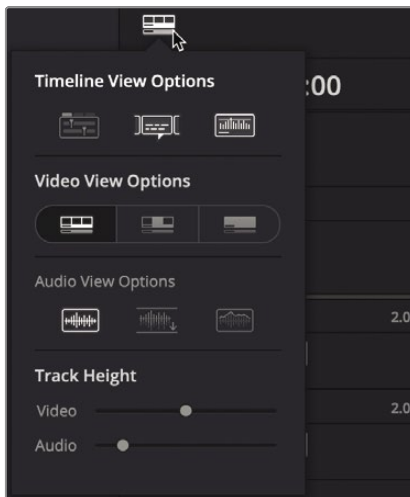 :00
Timeline View Options
Video View Options
Audio View Options
2.0
Track Height
Video
2.0
Audio